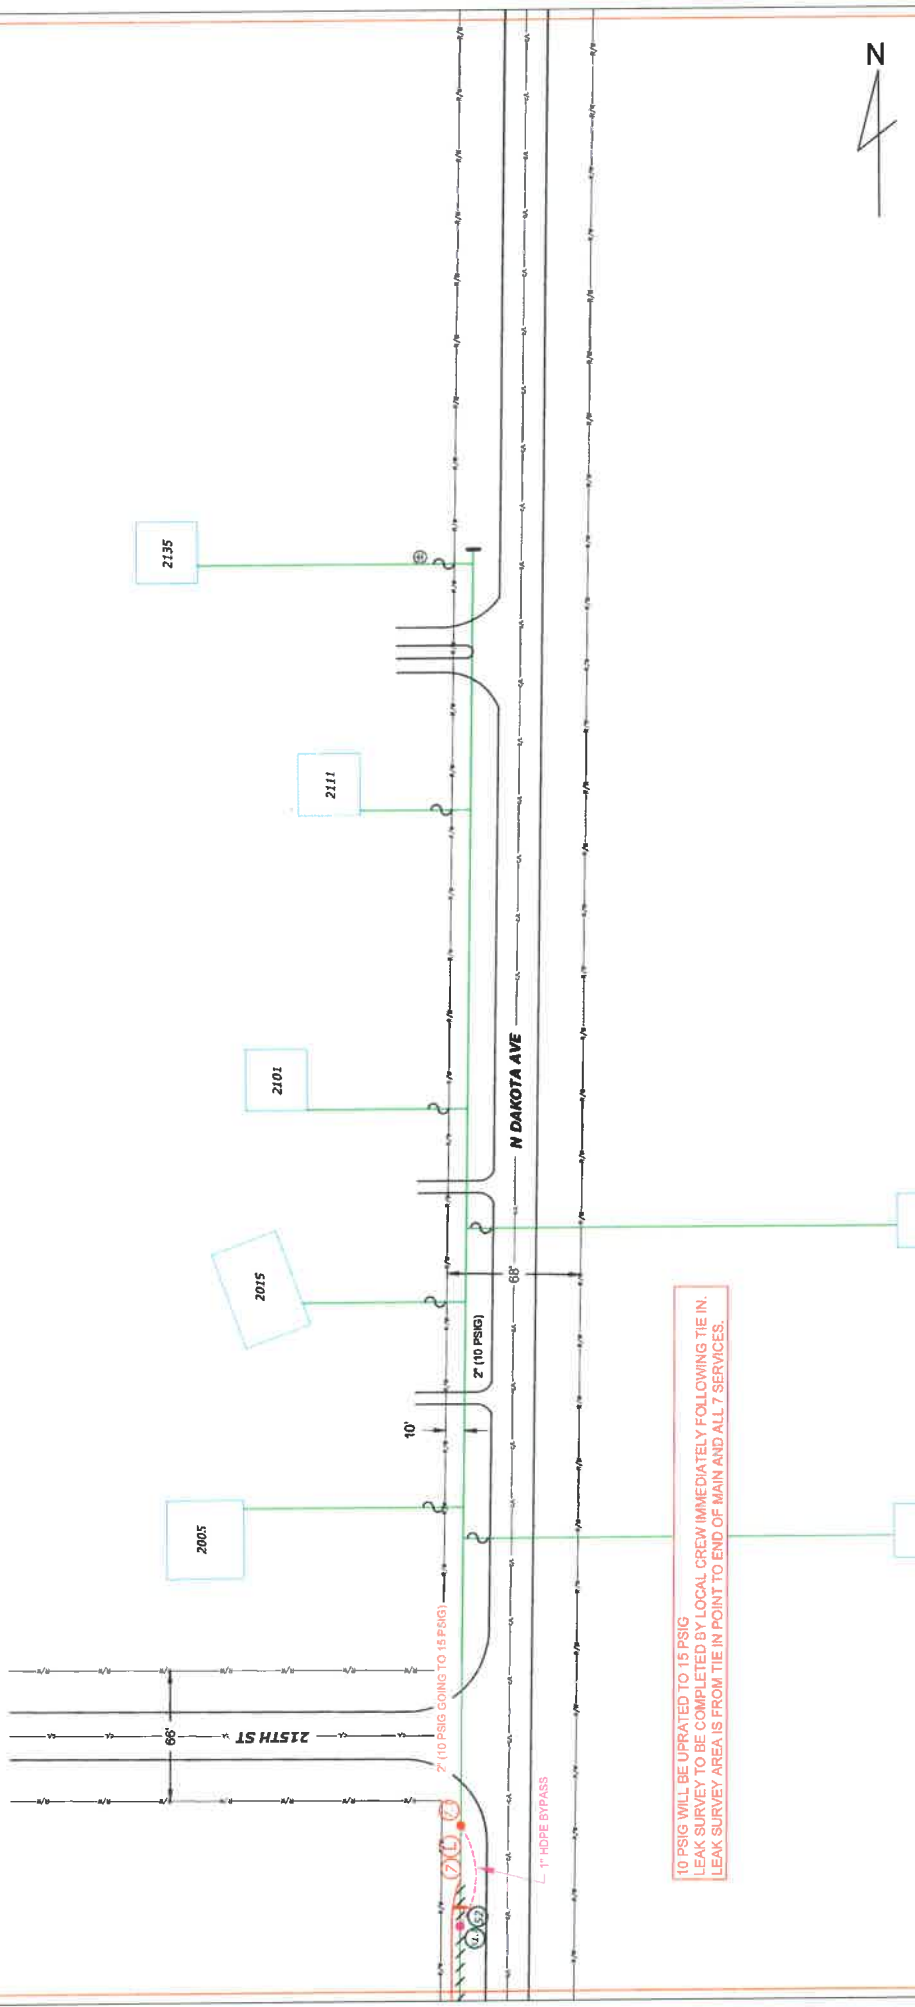 N
2135
2111
2101
2015
2005
N DAKOTA AVE
68'
2" (10 PSIG)
10'
2" (10 PSIG GOING TO 15 PSIG)
215TH ST
66'
1" HDPE BYPASS
10 PSIG WILL BE UPRATED TO 15 PSIG
LEAK SURVEY TO BE COMPLETED BY LOCAL CREW IMMEDIATELY FOLLOWING TIE IN.
LEAK SURVEY AREA IS FROM TIE IN POINT TO END OF MAIN AND ALL 7 SERVICES.